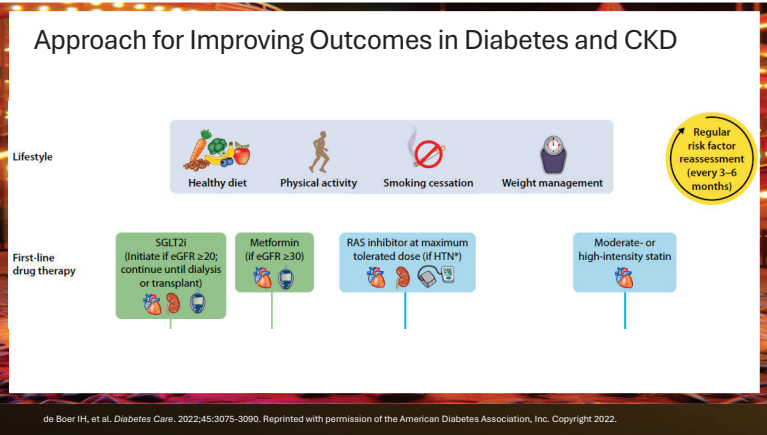 Approach for Improving Outcomes in Diabetes and CKD
Lifestyle
Healthy diet
Physical activity
Smoking cessation
Weight management
Regular
risk factor
reassessment
(every 3–6
months)
First-line
drug therapy
SGLT2i
(Initiate if eGFR ≥20;
continue until dialysis
or transplant)
Metformin
(if eGFR ≥30)
RAS inhibitor at maximum
tolerated dose (if HTN*)
Moderate- or
high-intensity statin
de Boer IH, et al. Diabetes Care. 2022;45:3075-3090. Reprinted with permission of the American Diabetes Association, Inc. Copyright 2022.